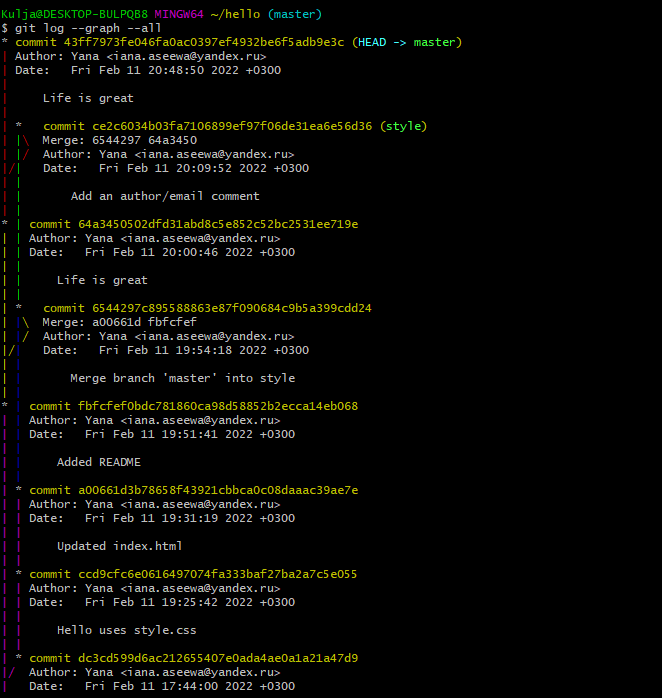 Kulja@DESKTOP-BULPQB8 MINGW64 ~/hello (master)
$ git log --graph --all
* commit 43ff7973fe046fa0ac0397ef4932be6f5adb9e3c (HEAD -> master)
| Author: Yana <iana.aseewa@yandex.ru>
| Date:   Fri Feb 11 20:48:50 2022 +0300
|
|     Life is great
|
| *   commit ce2c6034b03fa7106899ef97f06de31ea6e56d36 (style)
| |\  Merge: 6544297 64a3450
| |/  Author: Yana <iana.aseewa@yandex.ru>
|/|   Date:   Fri Feb 11 20:09:52 2022 +0300
| |
| |       Add an author/email comment
| |
* | commit 64a3450502dfd31abd8c5e852c52bc2531ee719e
| | Author: Yana <iana.aseewa@yandex.ru>
| | Date:   Fri Feb 11 20:00:46 2022 +0300
| |
| |     Life is great
| |
| *   commit 6544297c895588863e87f090684c9b5a399cdd24
| |\  Merge: a00661d fbfcfef
| |/  Author: Yana <iana.aseewa@yandex.ru>
|/|   Date:   Fri Feb 11 19:54:18 2022 +0300
| |
| |       Merge branch 'master' into style
| |
* | commit fbfcfef0bdc781860ca98d58852b2ecca14eb068
| | Author: Yana <iana.aseewa@yandex.ru>
| | Date:   Fri Feb 11 19:51:41 2022 +0300
| |
| |     Added README
| |
| * commit a00661d3b78658f43921cbbca0c08daaac39ae7e
| | Author: Yana <iana.aseewa@yandex.ru>
| | Date:   Fri Feb 11 19:31:19 2022 +0300
| |
| |     Updated index.html
| |
| * commit ccd9cfc6e0616497074fa333baf27ba2a7c5e055
| | Author: Yana <iana.aseewa@yandex.ru>
| | Date:   Fri Feb 11 19:25:42 2022 +0300
| |
| |     Hello uses style.css
| |
| * commit dc3cd599d6ac212655407e0ada4ae0a1a21a47d9
|/  Author: Yana <iana.aseewa@yandex.ru>
|   Date:   Fri Feb 11 17:44:00 2022 +0300